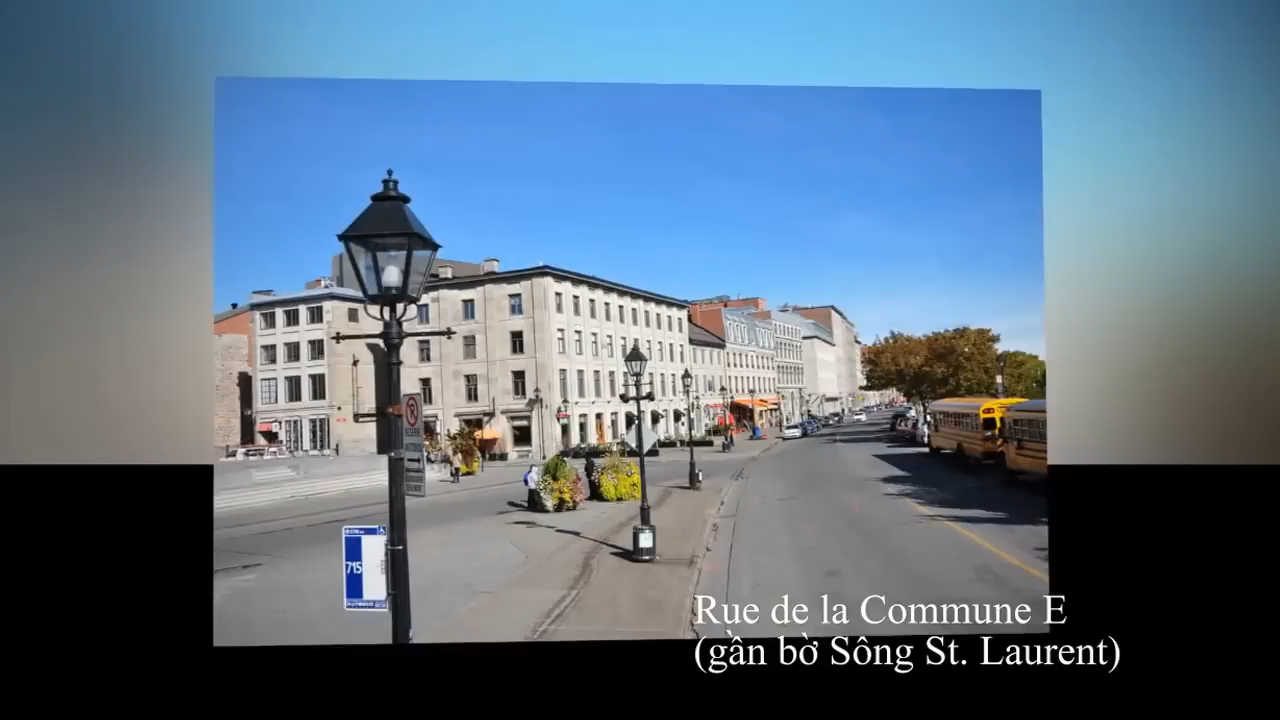 715
Rue de la Commune E
(gần bờ Sông St. Laurent)